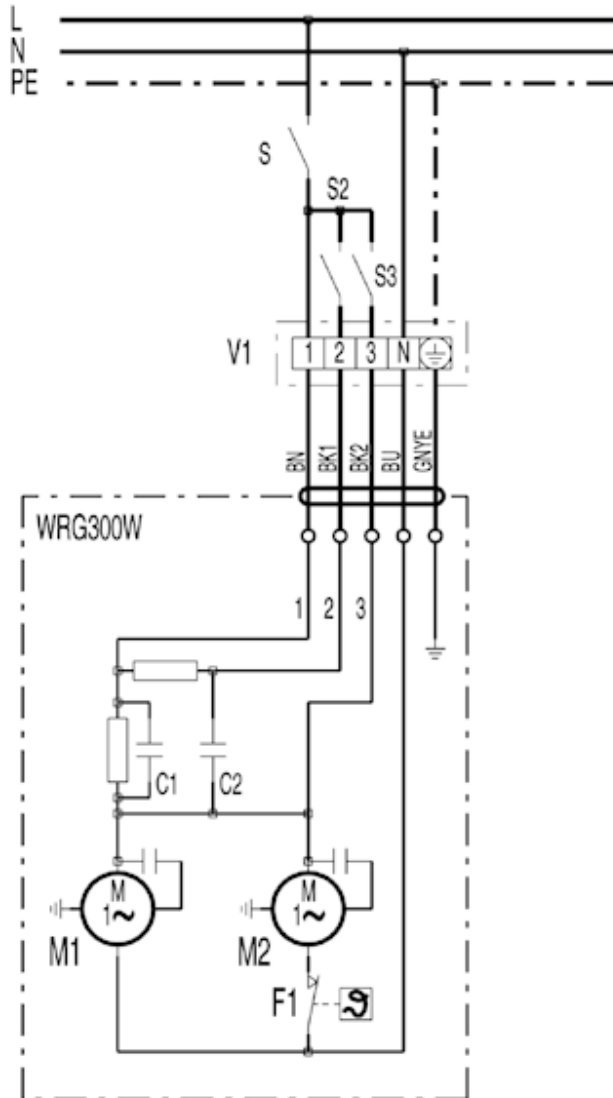 L
N
PE
S
S2
S3
V1
1 2 3 N
BN BK1 BK2 BU GNYE
WRG300W
1 2 3
C1 C2
M 1~
M 1~
M1 M2
F1 ϑ